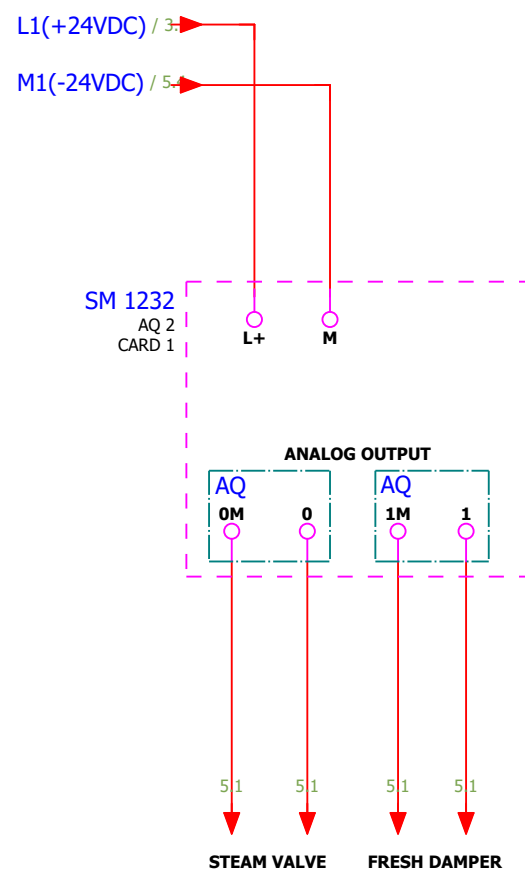 L1(+24VDC) / 3.
M1(-24VDC) / 5.
SM 1232
AQ 2
CARD 1
L+ M
ANALOG OUTPUT
AQ AQ
0M 0 1M 1
5.1 5.1 5.1 5.1
STEAM VALVE FRESH DAMPER